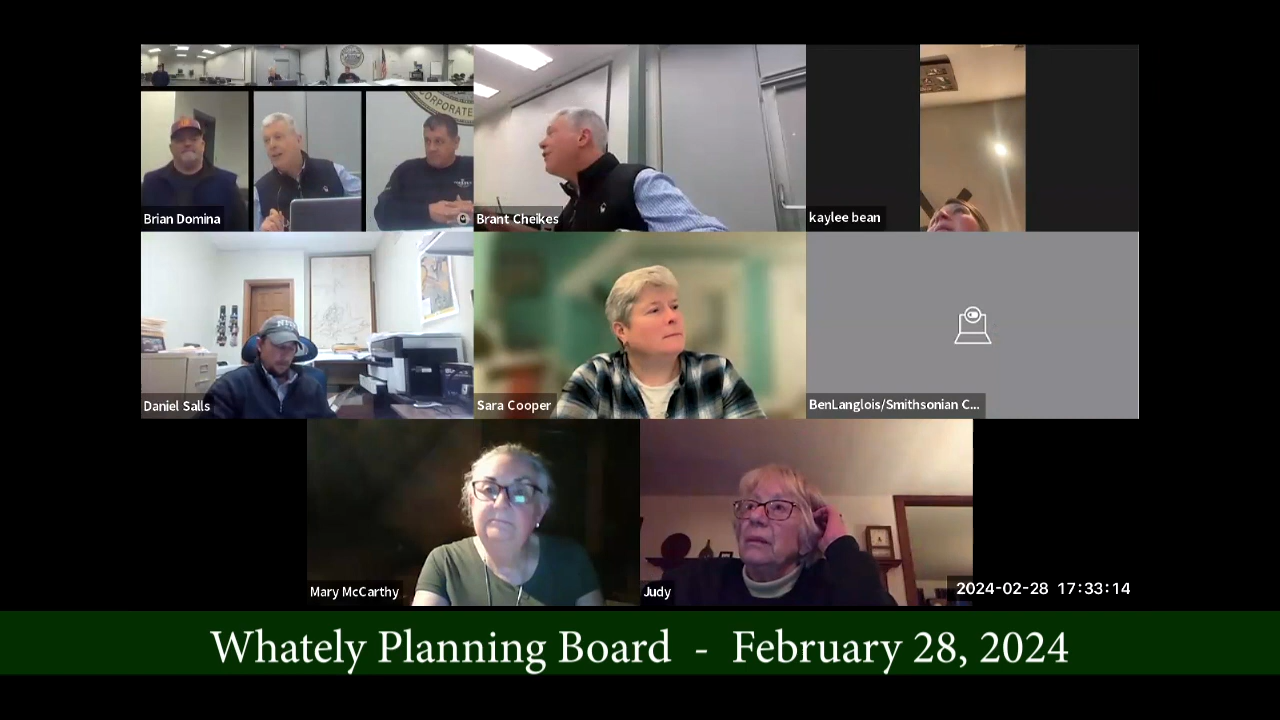 CORPORATE
Brian Domina
Brant Cheikes
kaylee bean
Daniel Salls
Sara Cooper
BenLanglois/Smithsonian C...
Mary McCarthy
Judy
2024-02-28 17:33:14
Whately Planning Board - February 28, 2024